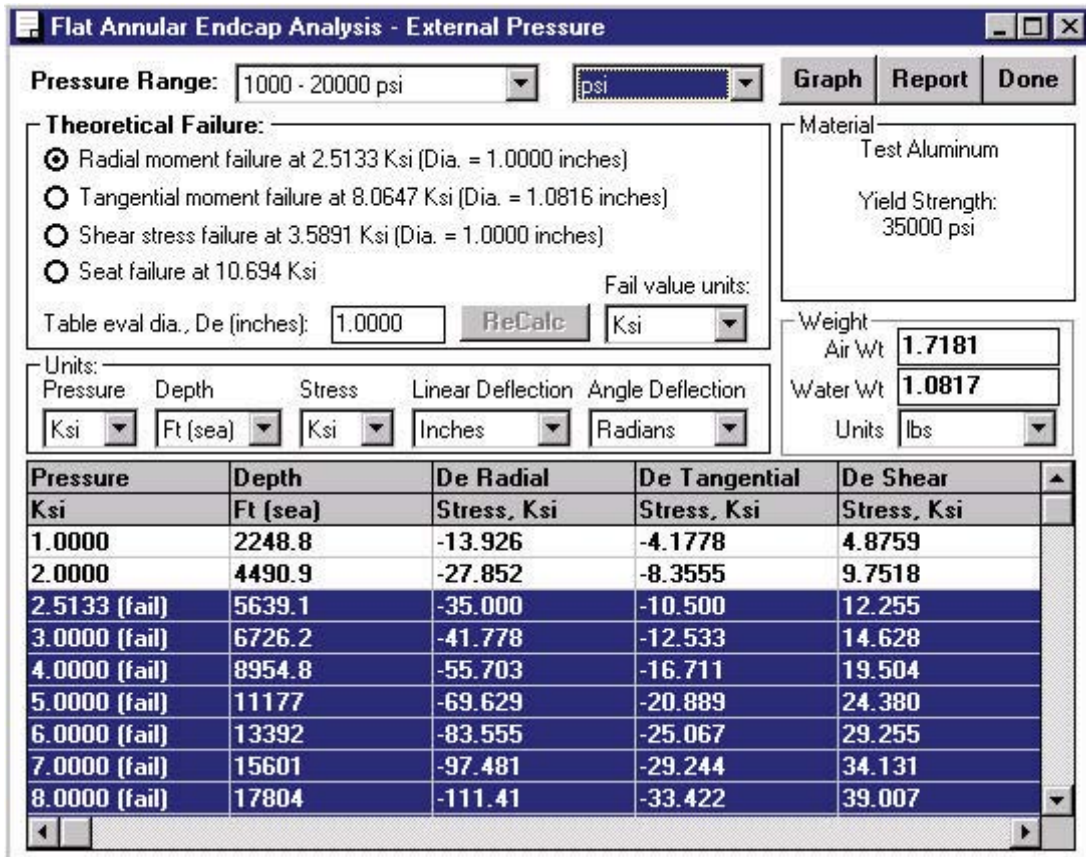 Flat Annular Endcap Analysis - External Pressure
Pressure Range: 1000 - 20000 psi psi Graph Report Done
Theoretical Failure:
Radial moment failure at 2.5133 Ksi (Dia. = 1.0000 inches)
Tangential moment failure at 8.0647 Ksi (Dia. = 1.0816 inches)
Shear stress failure at 3.5891 Ksi (Dia. = 1.0000 inches)
Seat failure at 10.694 Ksi
Fail value units:
Table eval dia., De (inches): 1.0000 ReCalc Ksi
Material
Test Aluminum
Yield Strength:
35000 psi
Units:
Pressure Depth Stress Linear Deflection Angle Deflection
Ksi Ft (sea) Ksi Inches Radians
Weight
Air Wt 1.7181
Water Wt 1.0817
Units lbs
Pressure Depth De Radial De Tangential De Shear
Ksi Ft (sea) Stress, Ksi Stress, Ksi Stress, Ksi
1.0000 2248.8 -13.926 -4.1778 4.8759
2.0000 4490.9 -27.852 -8.3555 9.7518
2.5133 (fail) 5639.1 -35.000 -10.500 12.255
3.0000 (fail) 6726.2 -41.778 -12.533 14.628
4.0000 (fail) 8954.8 -55.703 -16.711 19.504
5.0000 (fail) 11177 -69.629 -20.889 24.380
6.0000 (fail) 13392 -83.555 -25.067 29.255
7.0000 (fail) 15601 -97.481 -29.244 34.131
8.0000 (fail) 17804 -111.41 -33.422 39.007